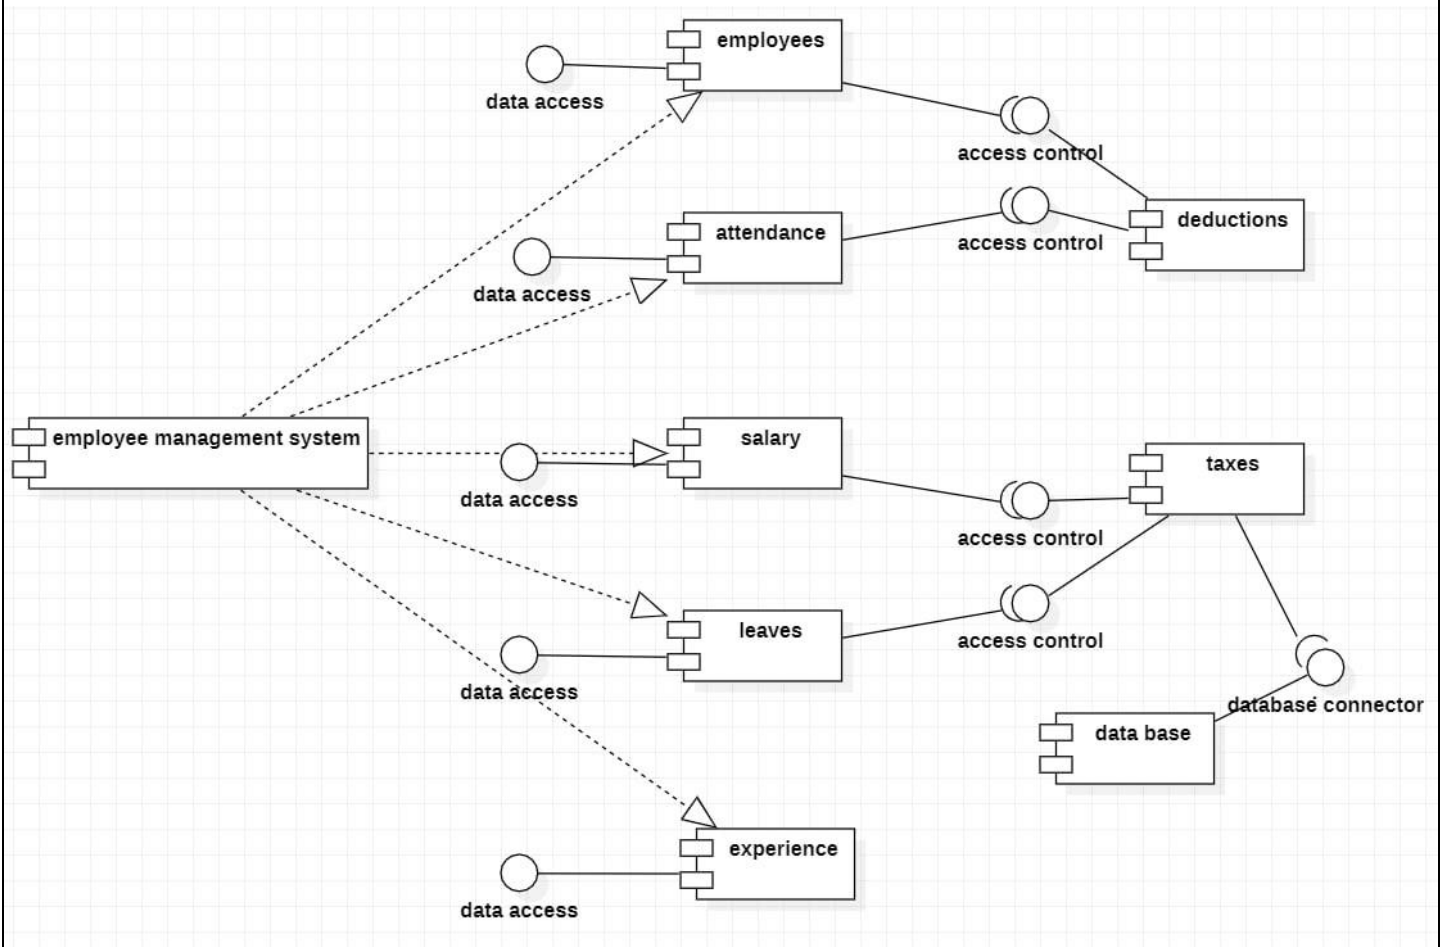 employees
data access
access control
deductions
attendance
access control
data access
employee management system
salary
taxes
data access
access control
leaves
access control
data access
database connector
data base
experience
data access